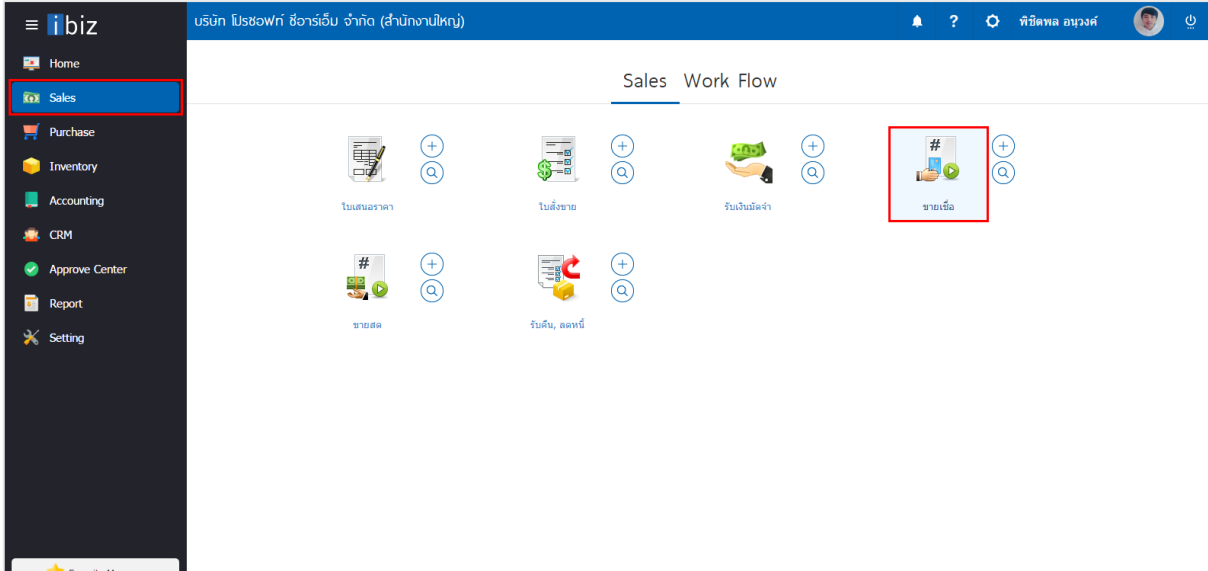 ibiz
บริษัท โปรซอฟท์ ซีอาร์เอ็ม จำกัด (สำนักงานใหญ่)
? พิชิตพล อนุวงค์
Home
Sales
Purchase
Inventory
Accounting
CRM
Approve Center
Report
Setting
Sales Work Flow
ใบเสนอราคา
ใบสั่งขาย
รับเงินมัดจำ
#
ขายเชื่อ
#
ขายสด
รับคืน, ลดหนี้